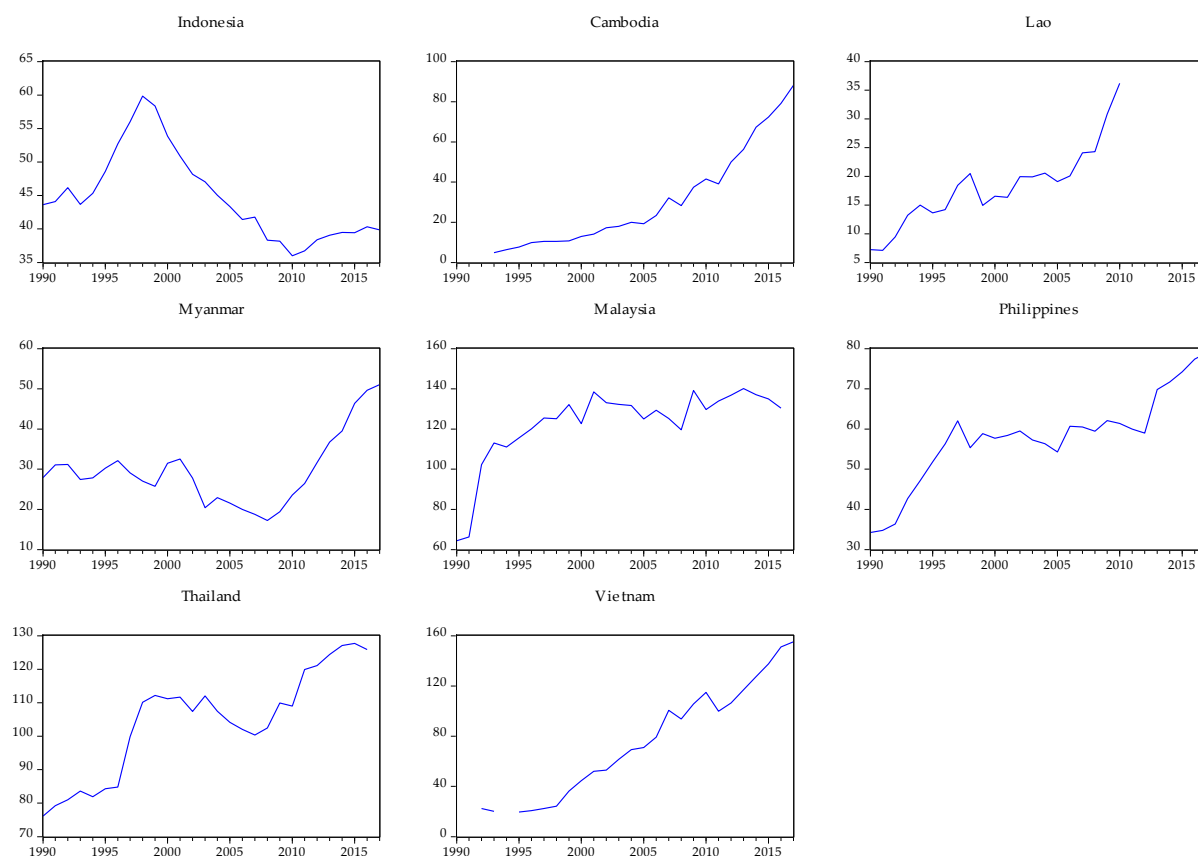 Indonesia Cambodia Lao
65 100 40
60 80 35
55 60 30
50 40 25
45 20 20
40 0 15
35 10
5
1990 1995 2000 2005 2010 2015 1990 1995 2000 2005 2010 2015 1990 1995 2000 2005 2010 2015
Myanmar Malaysia Philippines
60 160 80
50 140 70
40 120 60
30 100 50
20 80 40
10 60 30
1990 1995 2000 2005 2010 2015 1990 1995 2000 2005 2010 2015 1990 1995 2000 2005 2010 2015
Thailand Vietnam
130 160
120 120
110 80
100 40
90 0
80
70
1990 1995 2000 2005 2010 2015 1990 1995 2000 2005 2010 2015